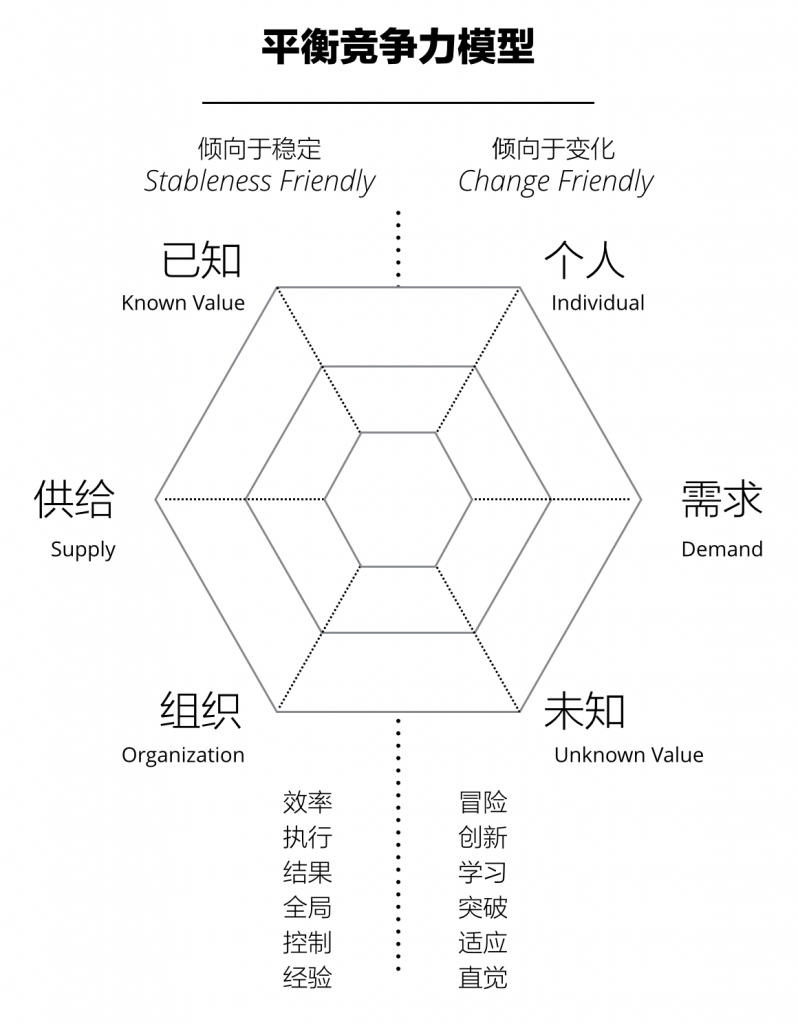 平衡竞争力模型
倾向于稳定
Stableness Friendly
倾向于变化
Change Friendly
已知
Known Value
个人
Individual
供给
Supply
需求
Demand
组织
Organization
未知
Unknown Value
效率
执行
结果
全局
控制
经验
冒险
创新
学习
突破
适应
直觉